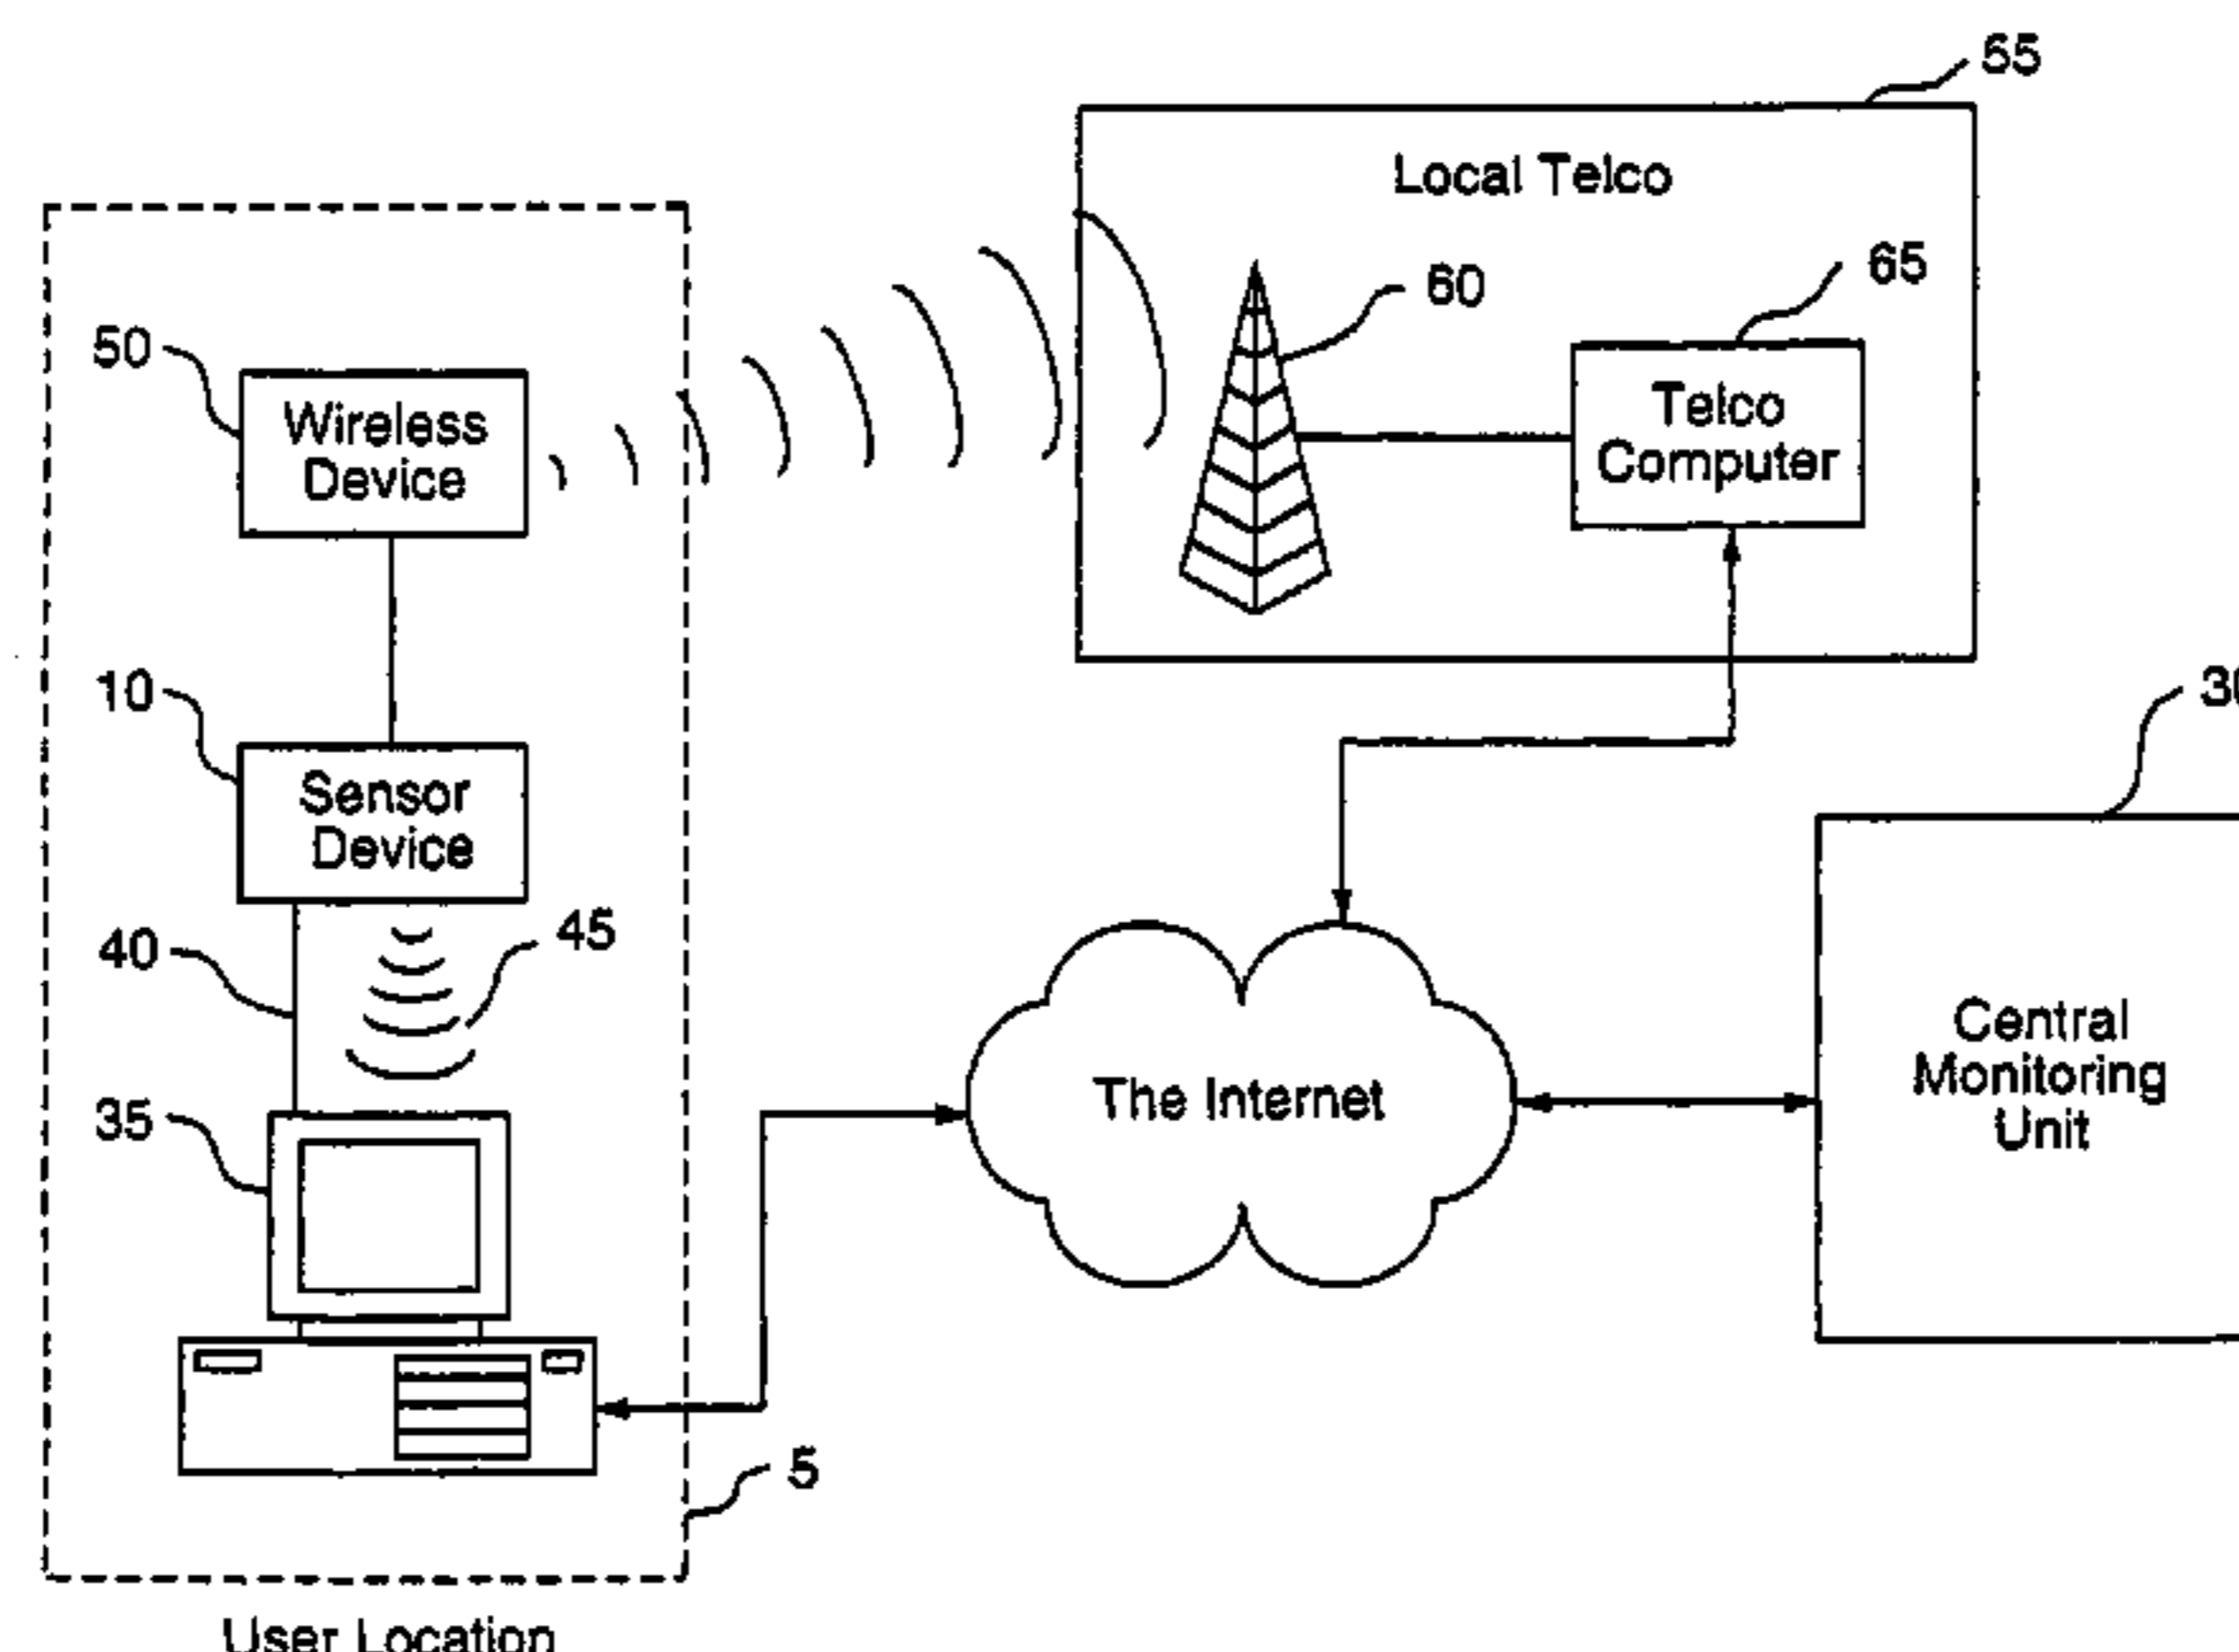 55
Local Telco
65
60
Telco
Computer
50
Wireless
Device
10
Sensor
Device
30
40
45
35
The Internet
Central
Monitoring
Unit
5
User Location